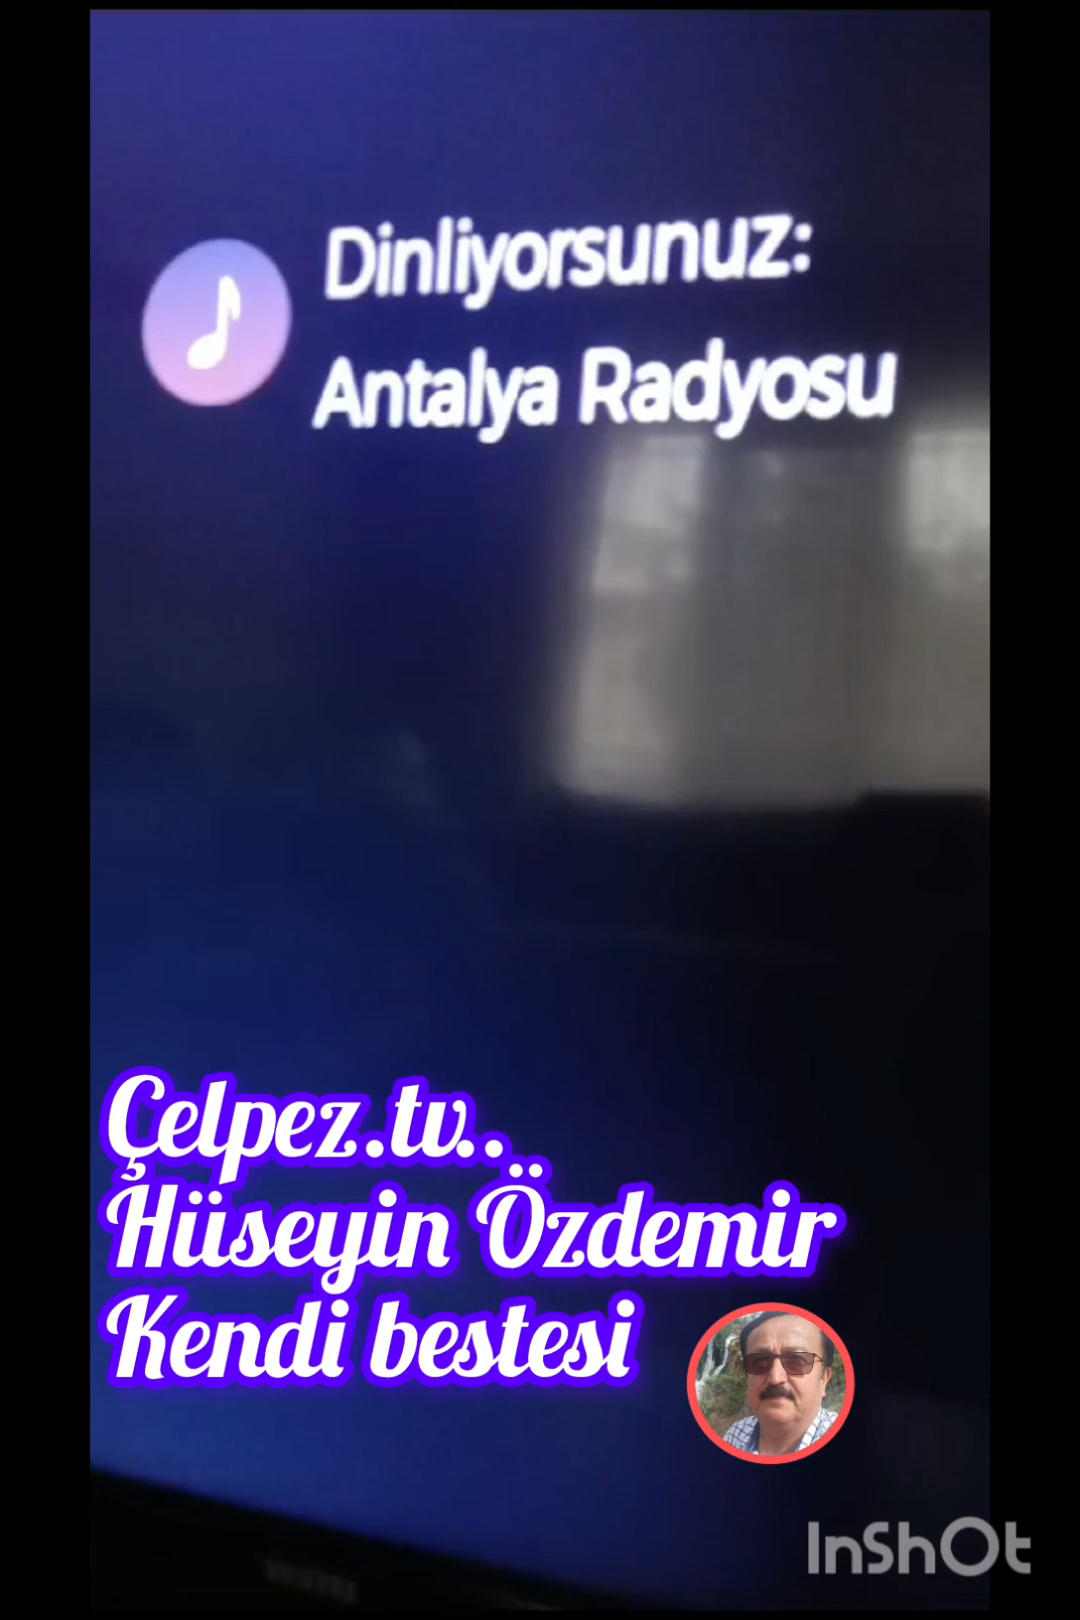 Dinliyorsunuz:
Antalya Radyosu
Çelpez.tv..
Hüseyin Özdemir
Kendi bestesi
InShOt